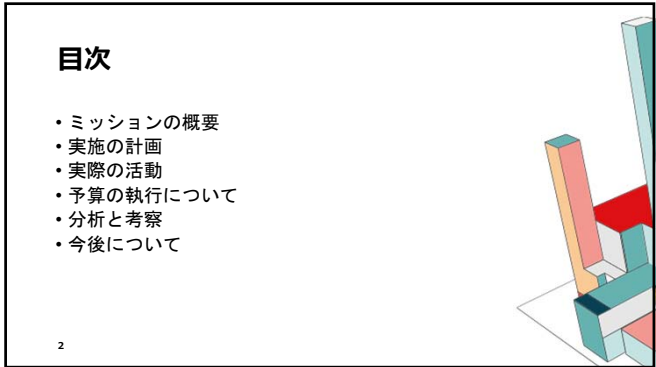 目次
• ミッションの概要
• 実施の計画
• 実際の活動
• 予算の執行について
• 分析と考察
• 今後について
2